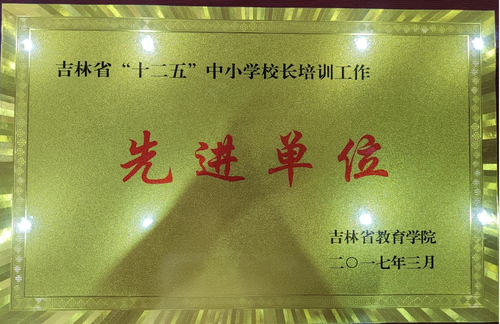 吉林省“十二五”中小学校长培训工作
先进单位
吉林省教育学院
二〇一七年三月